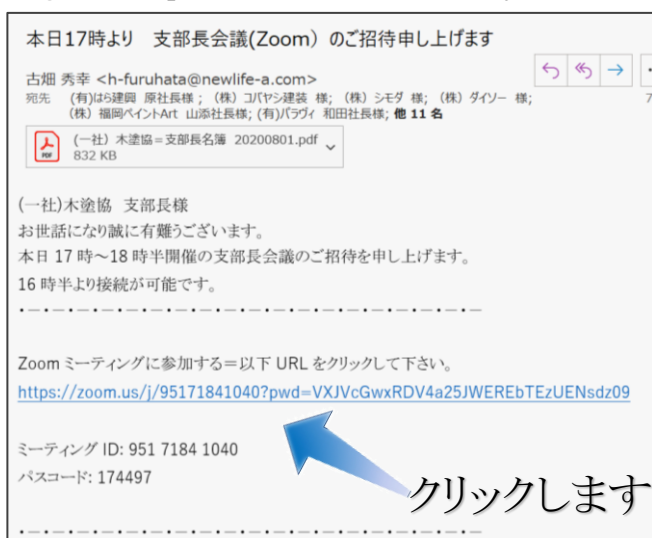 本日17時より　支部長会議(Zoom）のご招待申し上げます
古畑 秀幸 <h-furuhata@newlife-a.com>
宛先　(有)はら建興 原社長様； （株）コバヤシ建装 様; （株）シモダ 様; （株）ダイソー 様;
（株）福岡ペイントArt 山添社長様; (有)パラヴィ 和田社長様; 他 11 名
(一社) 木塗協＝支部長名簿 20200801.pdf
832 KB
(一社)木塗協　支部長様
お世話になり誠に有難うございます。
本日 17 時～18 時半開催の支部長会議のご招待を申し上げます。
16 時半より接続が可能です。
・－・－・－・－・－・－・－・－・－・－・－・－・－・－・－・－・－・－・－
Zoom ミーティングに参加する＝以下 URL をクリックして下さい。
https://zoom.us/j/95171841040?pwd=VXJVcGwxRDV4a25JWEREbTEzUENsdz09
ミーティング ID: 951 7184 1040
パスコード: 174497
クリックします
・－・－・－・－・－・－・－・－・－・－・－・－・－・－・－・－・－・－・－